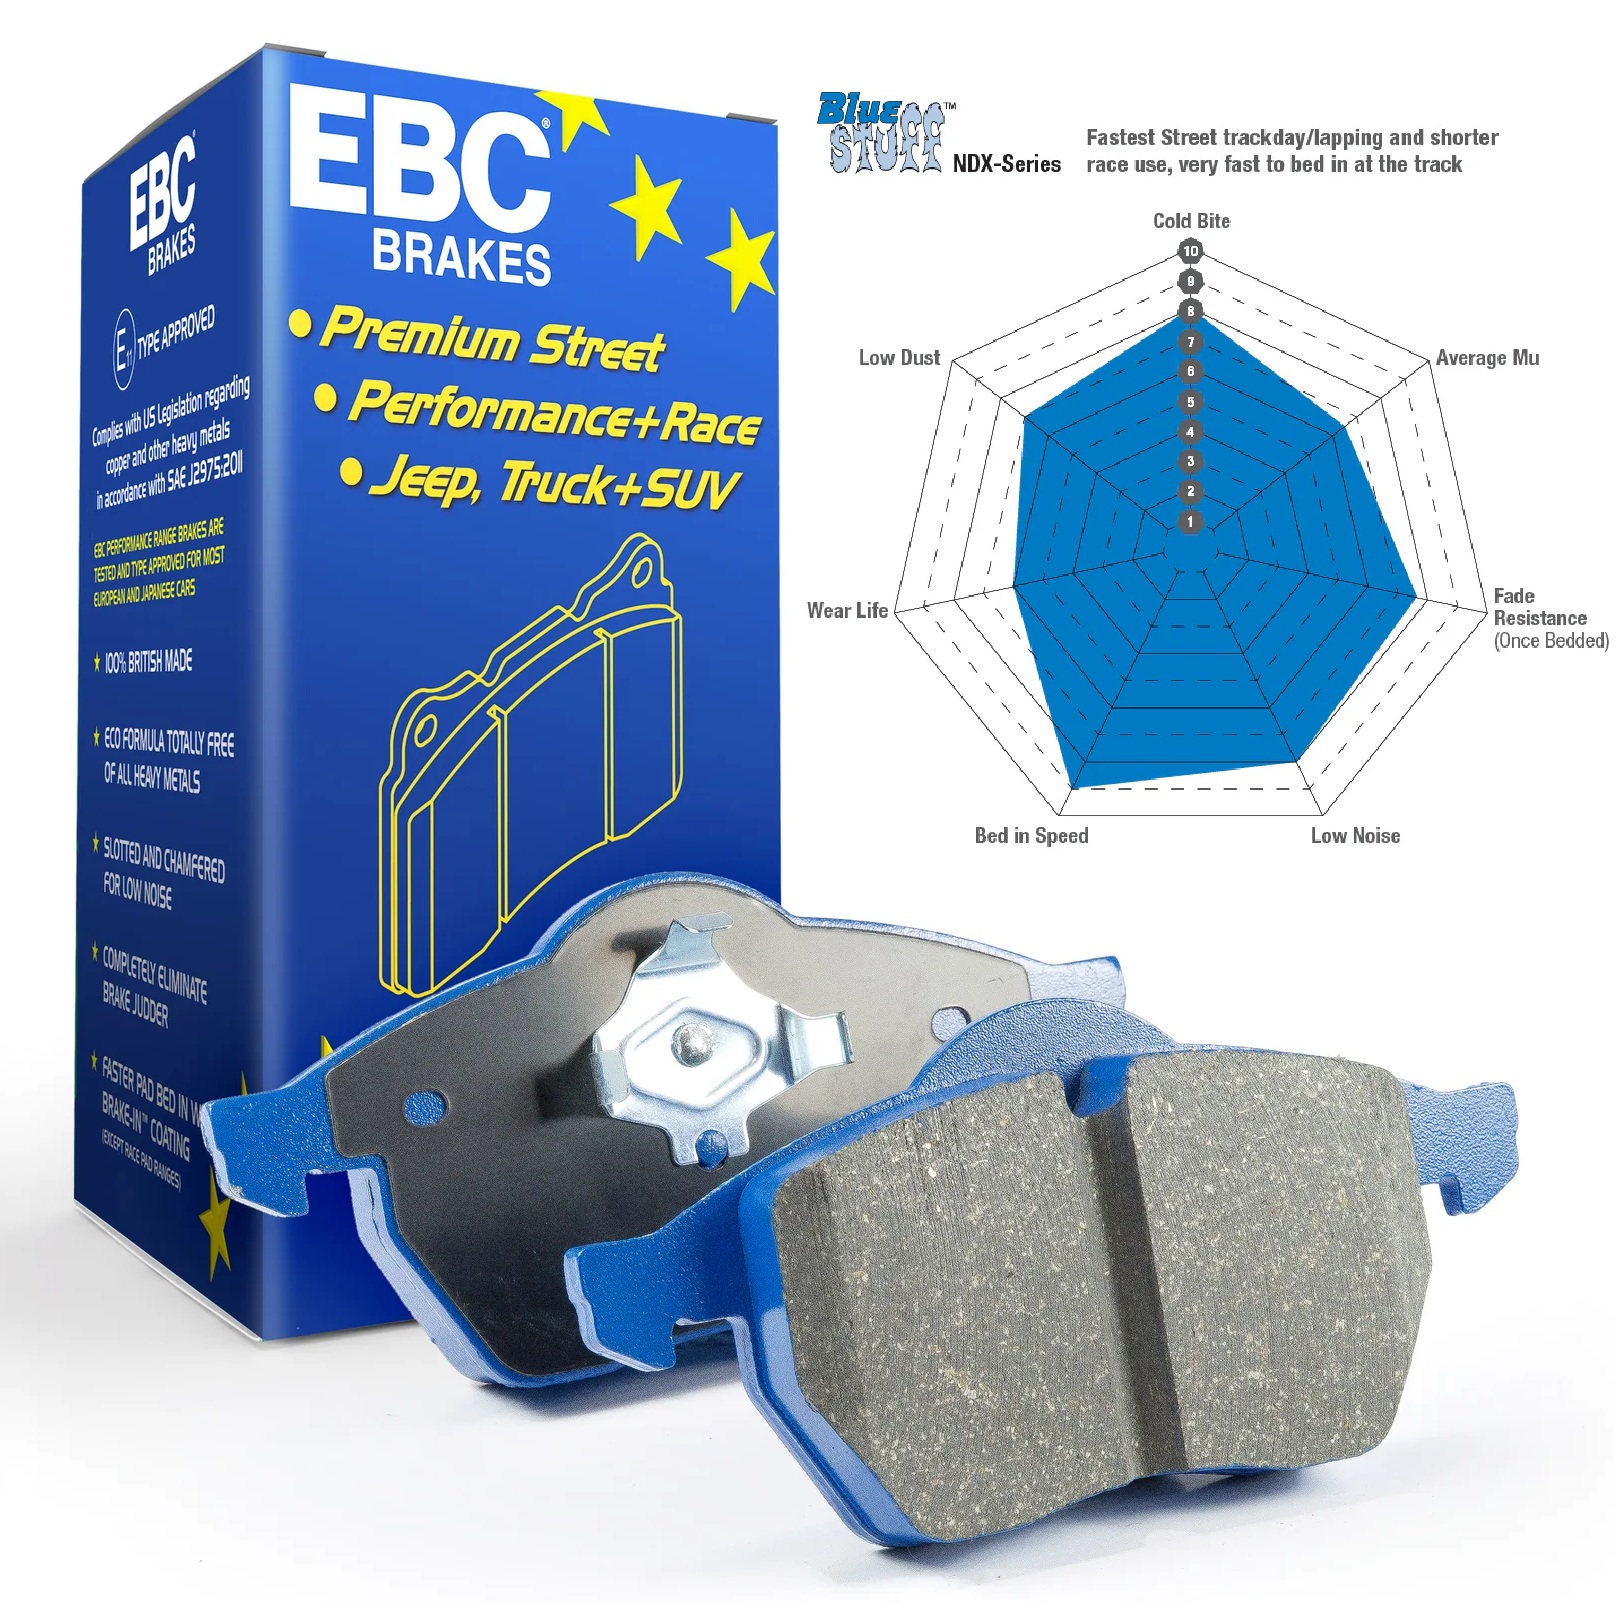 EBC
BRAKES
E11 TYPE APPROVED
Complies with US Legislation regarding
copper and other heavy metals
in accordance with SAE J2975:2011
EBC PERFORMANCE RANGE BRAKES ARE
TESTED AND TYPE APPROVED FOR MOST
EUROPEAN AND JAPANESE CARS
100% BRITISH MADE
ECO FORMULA TOTALLY FREE
OF ALL HEAVY METALS
SLOTTED AND CHAMFERED
FOR LOW NOISE
COMPLETELY ELIMINATE
BRAKE JUDDER
FASTER PAD BED IN
BRAKE-IN™ COATING
(EXCEPT RACE PAD RANGES)
EBC®
BRAKES
• Premium Street
• Performance+Race
• Jeep, Truck+SUV
Blue
STUFF™ NDX-Series
Fastest Street trackday/lapping and shorter
race use, very fast to bed in at the track
Cold Bite
10
9
8
7
6
5
4
3
2
1
Low Dust
Average Mu
Wear Life
Fade
Resistance
(Once Bedded)
Bed in Speed
Low Noise